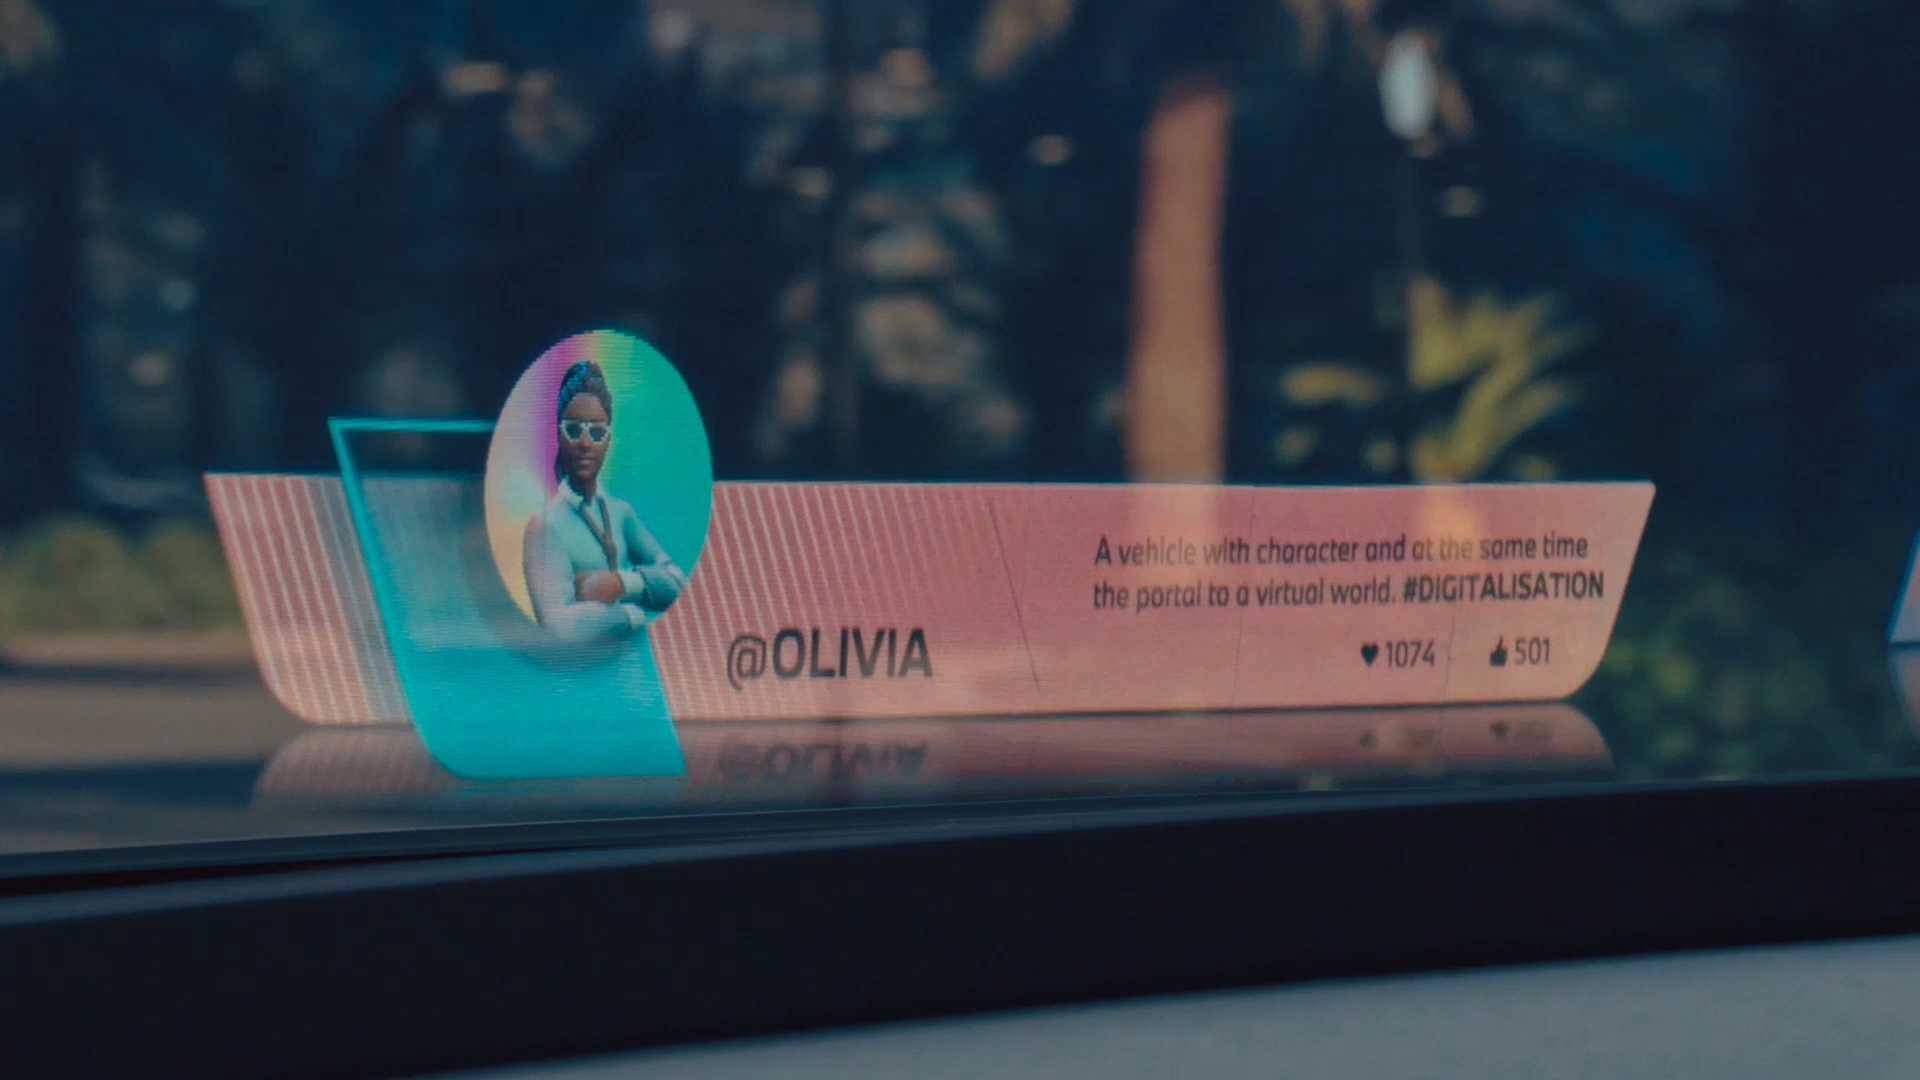 @OLIVIA
A vehicle with character and at the same time
the portal to a virtual world. #DIGITALISATION
1074 501